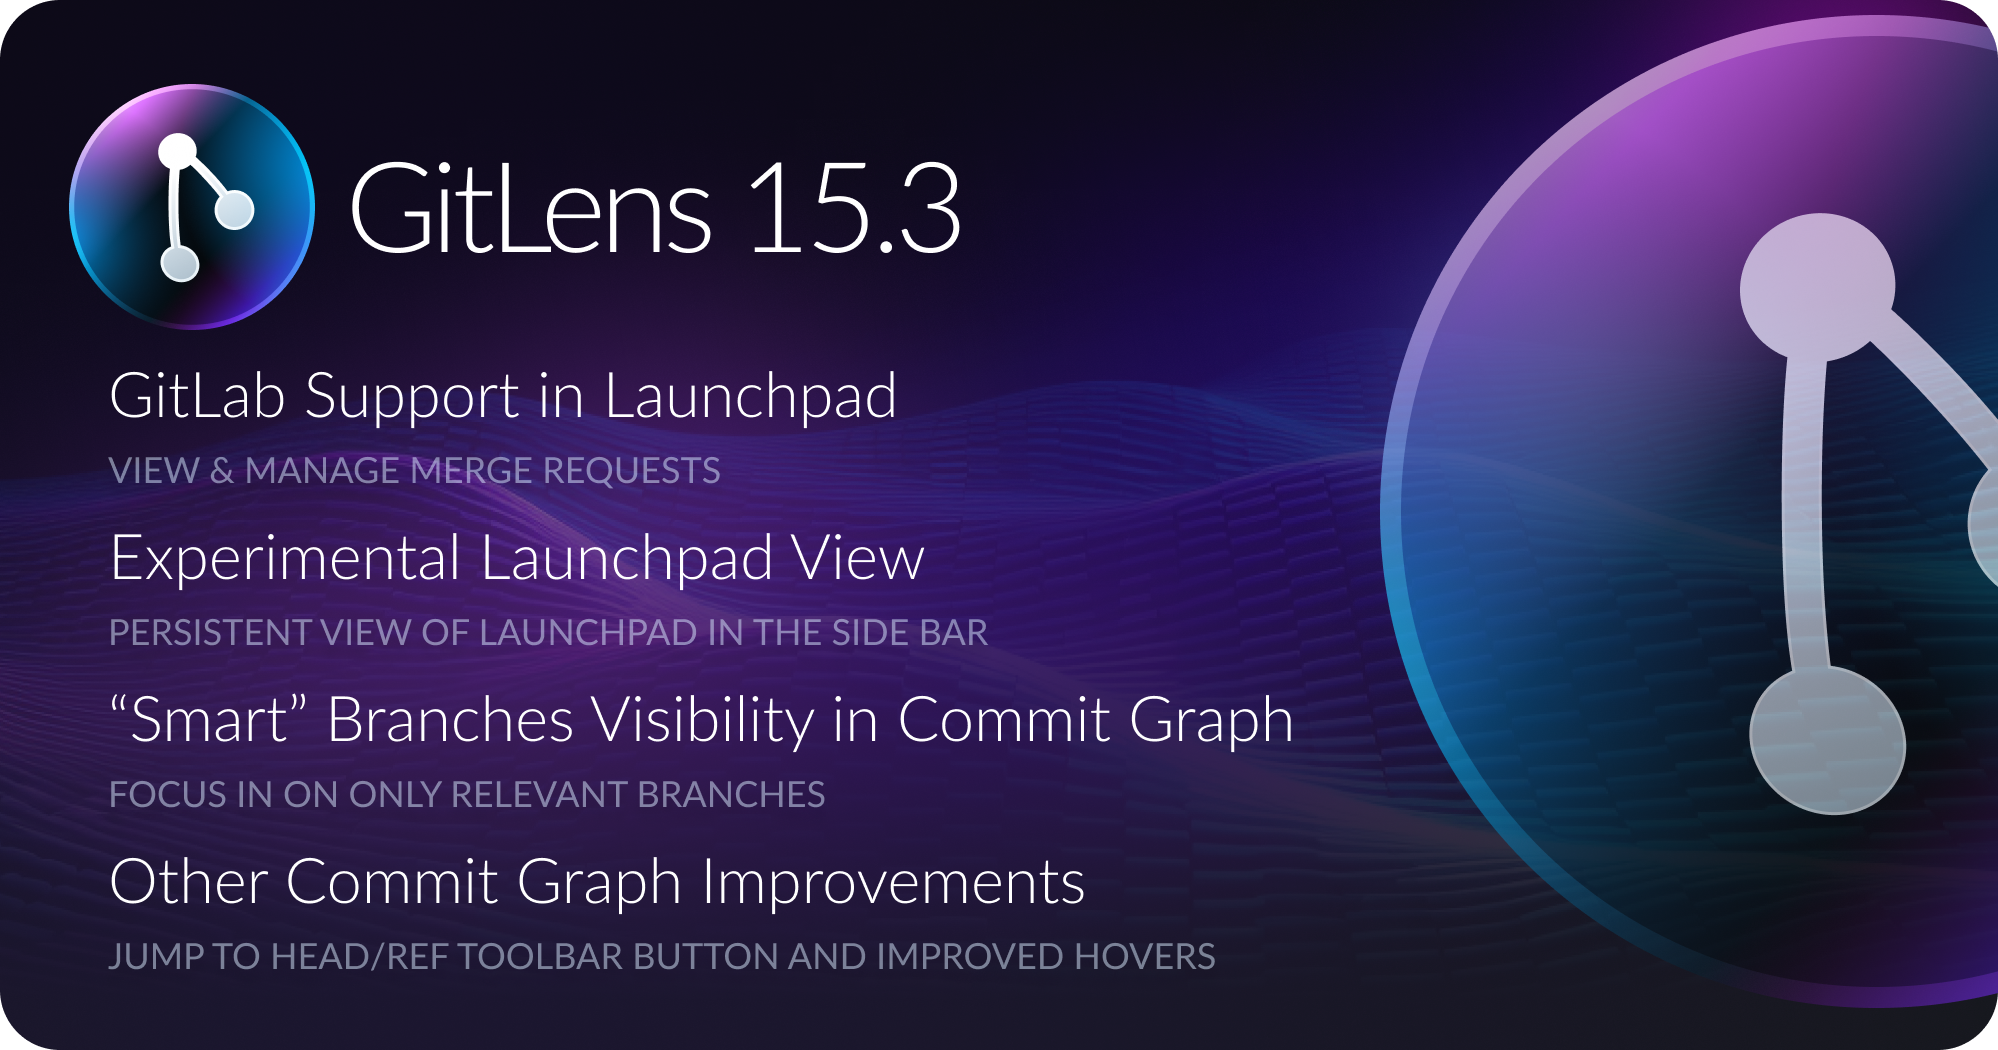 GitLens 15.3
GitLab Support in Launchpad
VIEW & MANAGE MERGE REQUESTS
Experimental Launchpad View
PERSISTENT VIEW OF LAUNCHPAD IN THE SIDE BAR
“Smart” Branches Visibility in Commit Graph
FOCUS IN ON ONLY RELEVANT BRANCHES
Other Commit Graph Improvements
JUMP TO HEAD/REF TOOLBAR BUTTON AND IMPROVED HOVERS